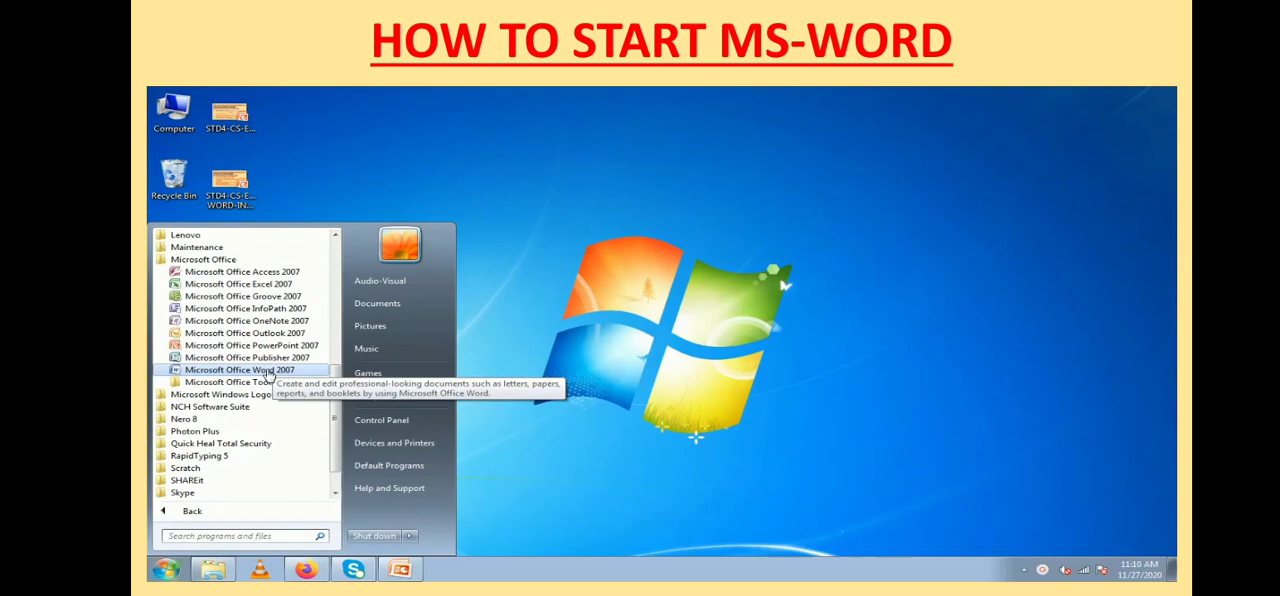 HOW TO START MS-WORD
Computer
STD4-CS-E...
Recycle Bin
STD4-CS-E...
WORD-IN...
Lenovo
Maintenance
Microsoft Office
Microsoft Office Access 2007
Microsoft Office Excel 2007
Microsoft Office Groove 2007
Microsoft Office InfoPath 2007
Microsoft Office OneNote 2007
Microsoft Office Outlook 2007
Microsoft Office PowerPoint 2007
Microsoft Office Publisher 2007
Microsoft Office Word 2007
Microsoft Office
Create and edit professional-looking documents such as letters, papers,
reports, and booklets by using Microsoft Office Word.
Microsoft Windows
NCH Software Suite
Nero 8
Photon Plus
Quick Heal Total Security
RapidTyping 5
Scratch
SHAREit
Skype
Back
Search programs and files
Audio-Visual
Documents
Pictures
Music
Games
Control Panel
Devices and Printers
Default Programs
Help and Support
Shut down
11:10 AM
11/27/2020